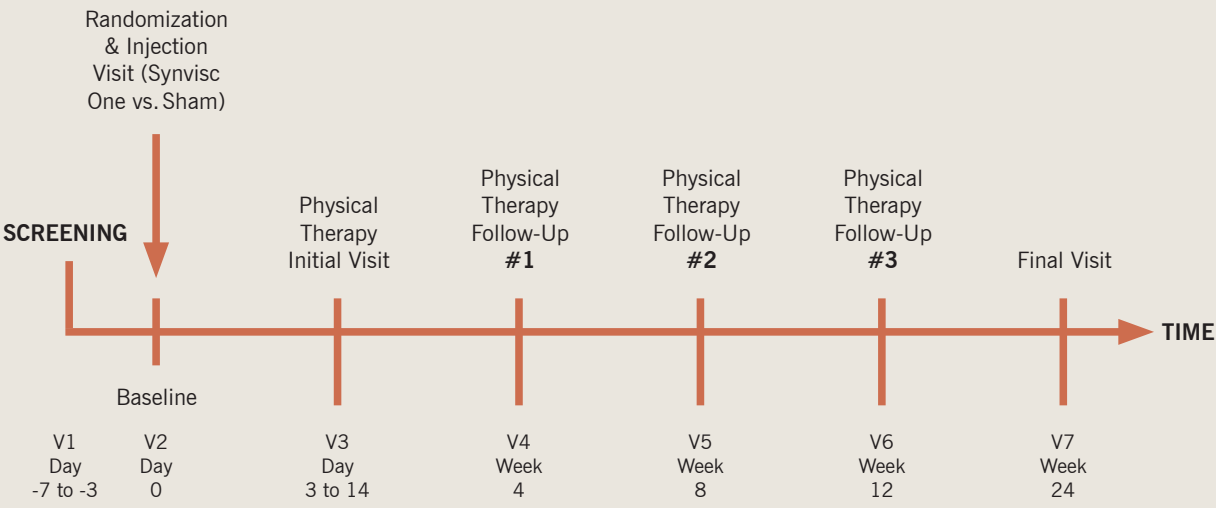 Randomization
& Injection
Visit (Synvisc
One vs. Sham)
SCREENING
Physical
Therapy
Initial Visit
Physical
Therapy
Follow-Up
#1
Physical
Therapy
Follow-Up
#2
Physical
Therapy
Follow-Up
#3
Final Visit
TIME
Baseline
V1
Day
-7 to -3
V2
Day
0
V3
Day
3 to 14
V4
Week
4
V5
Week
8
V6
Week
12
V7
Week
24